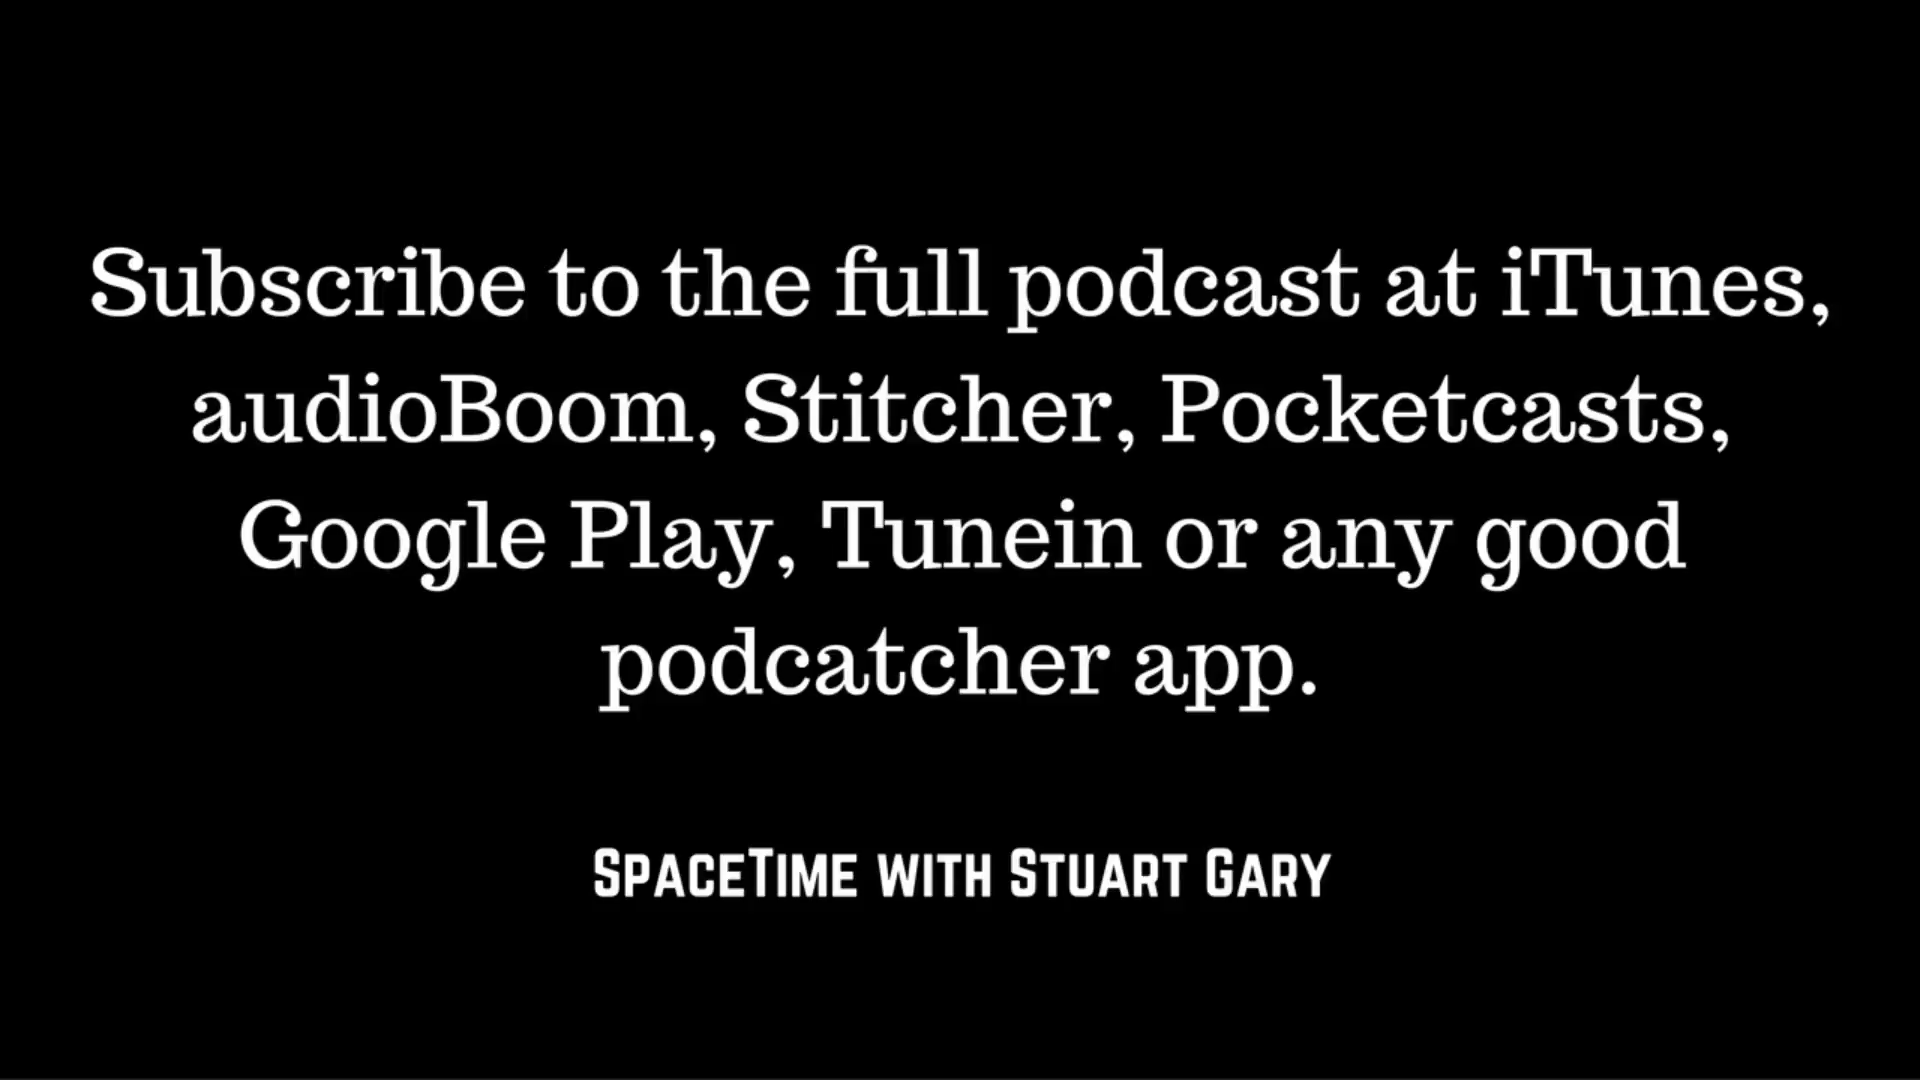 Subscribe to the full podcast at iTunes,
audioBoom, Stitcher, Pocketcasts,
Google Play, Tunein or any good
podcatcher app.
SpaceTime with Stuart Gary